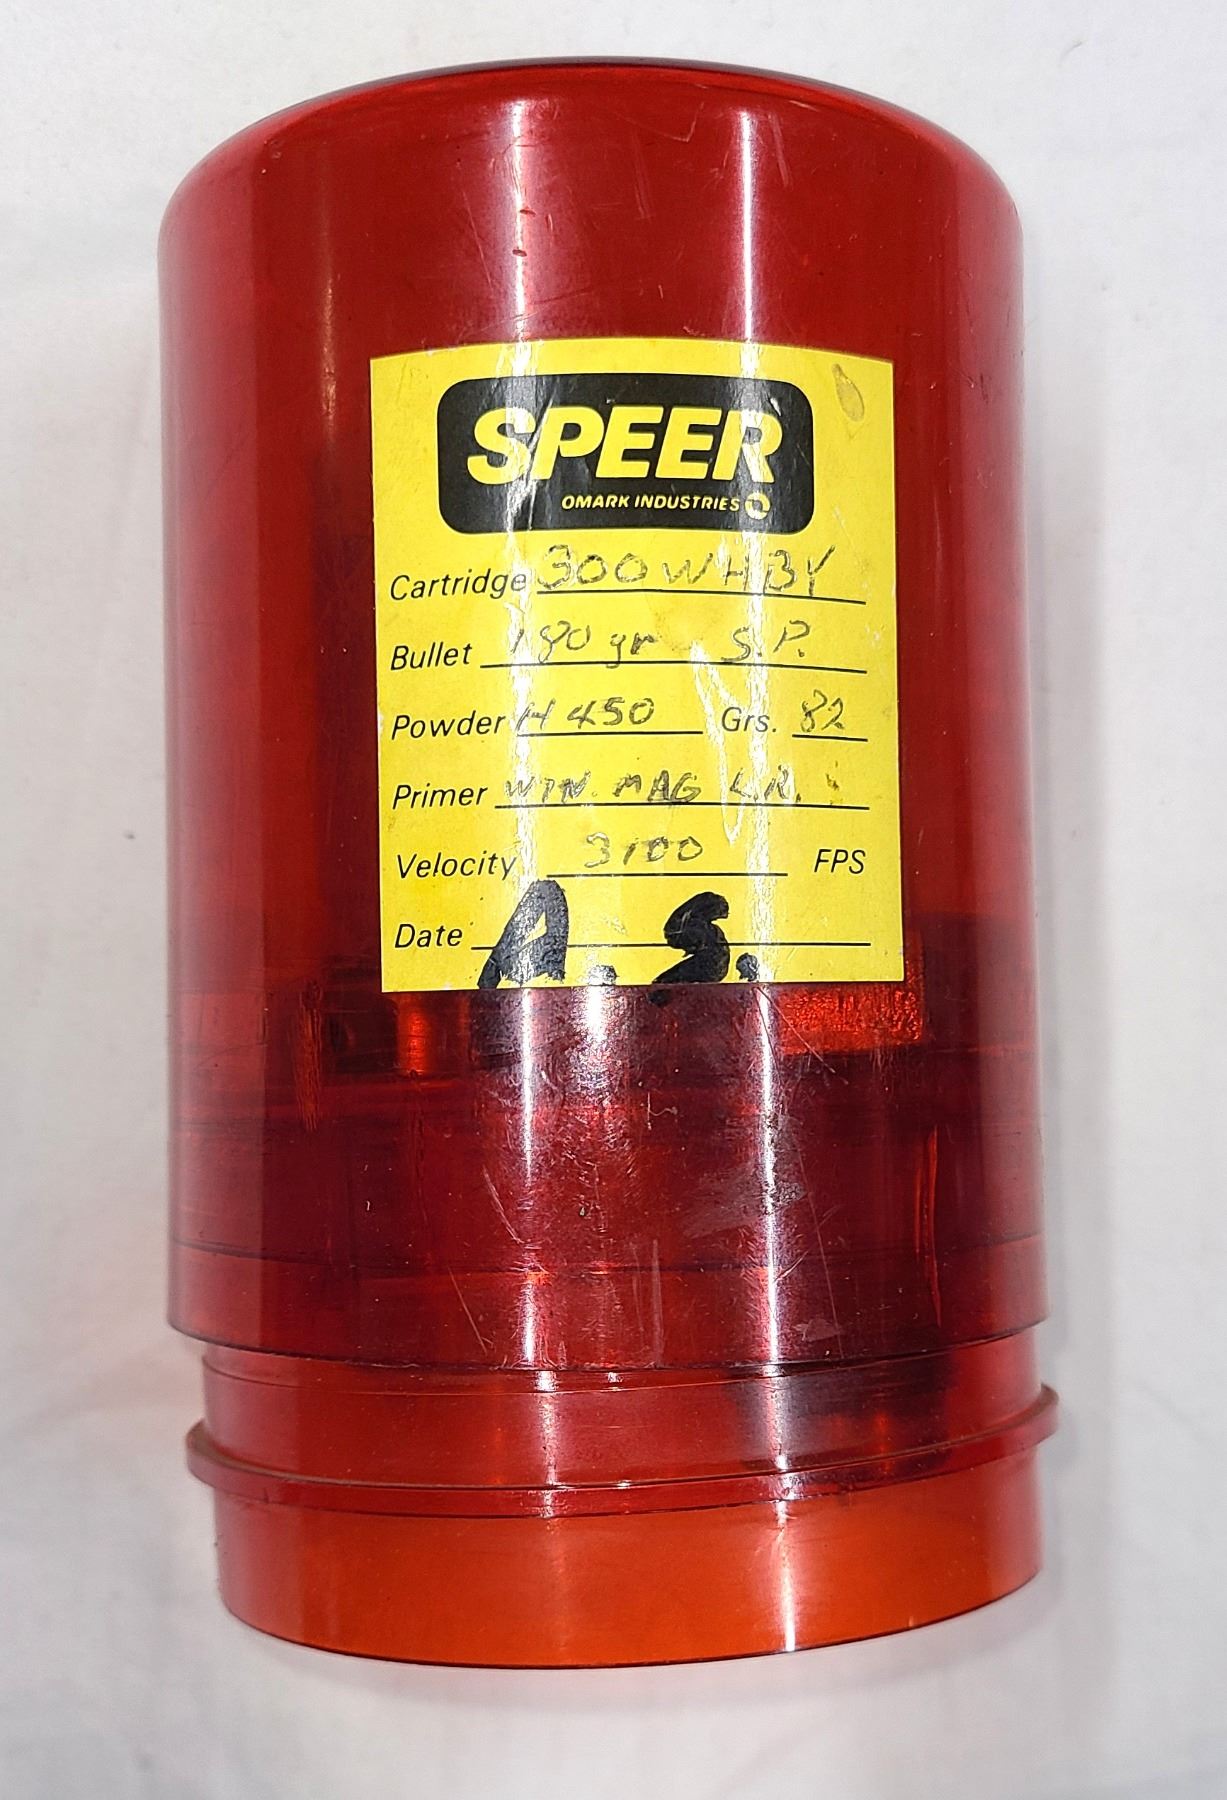 SPEER
OMARK INDUSTRIES
Cartridge 300 WHBY
Bullet 180 gr S.P.
Powder H 450 Grs. 82
Primer WIN. MAG L.R.
Velocity 3100 FPS
Date A. S.